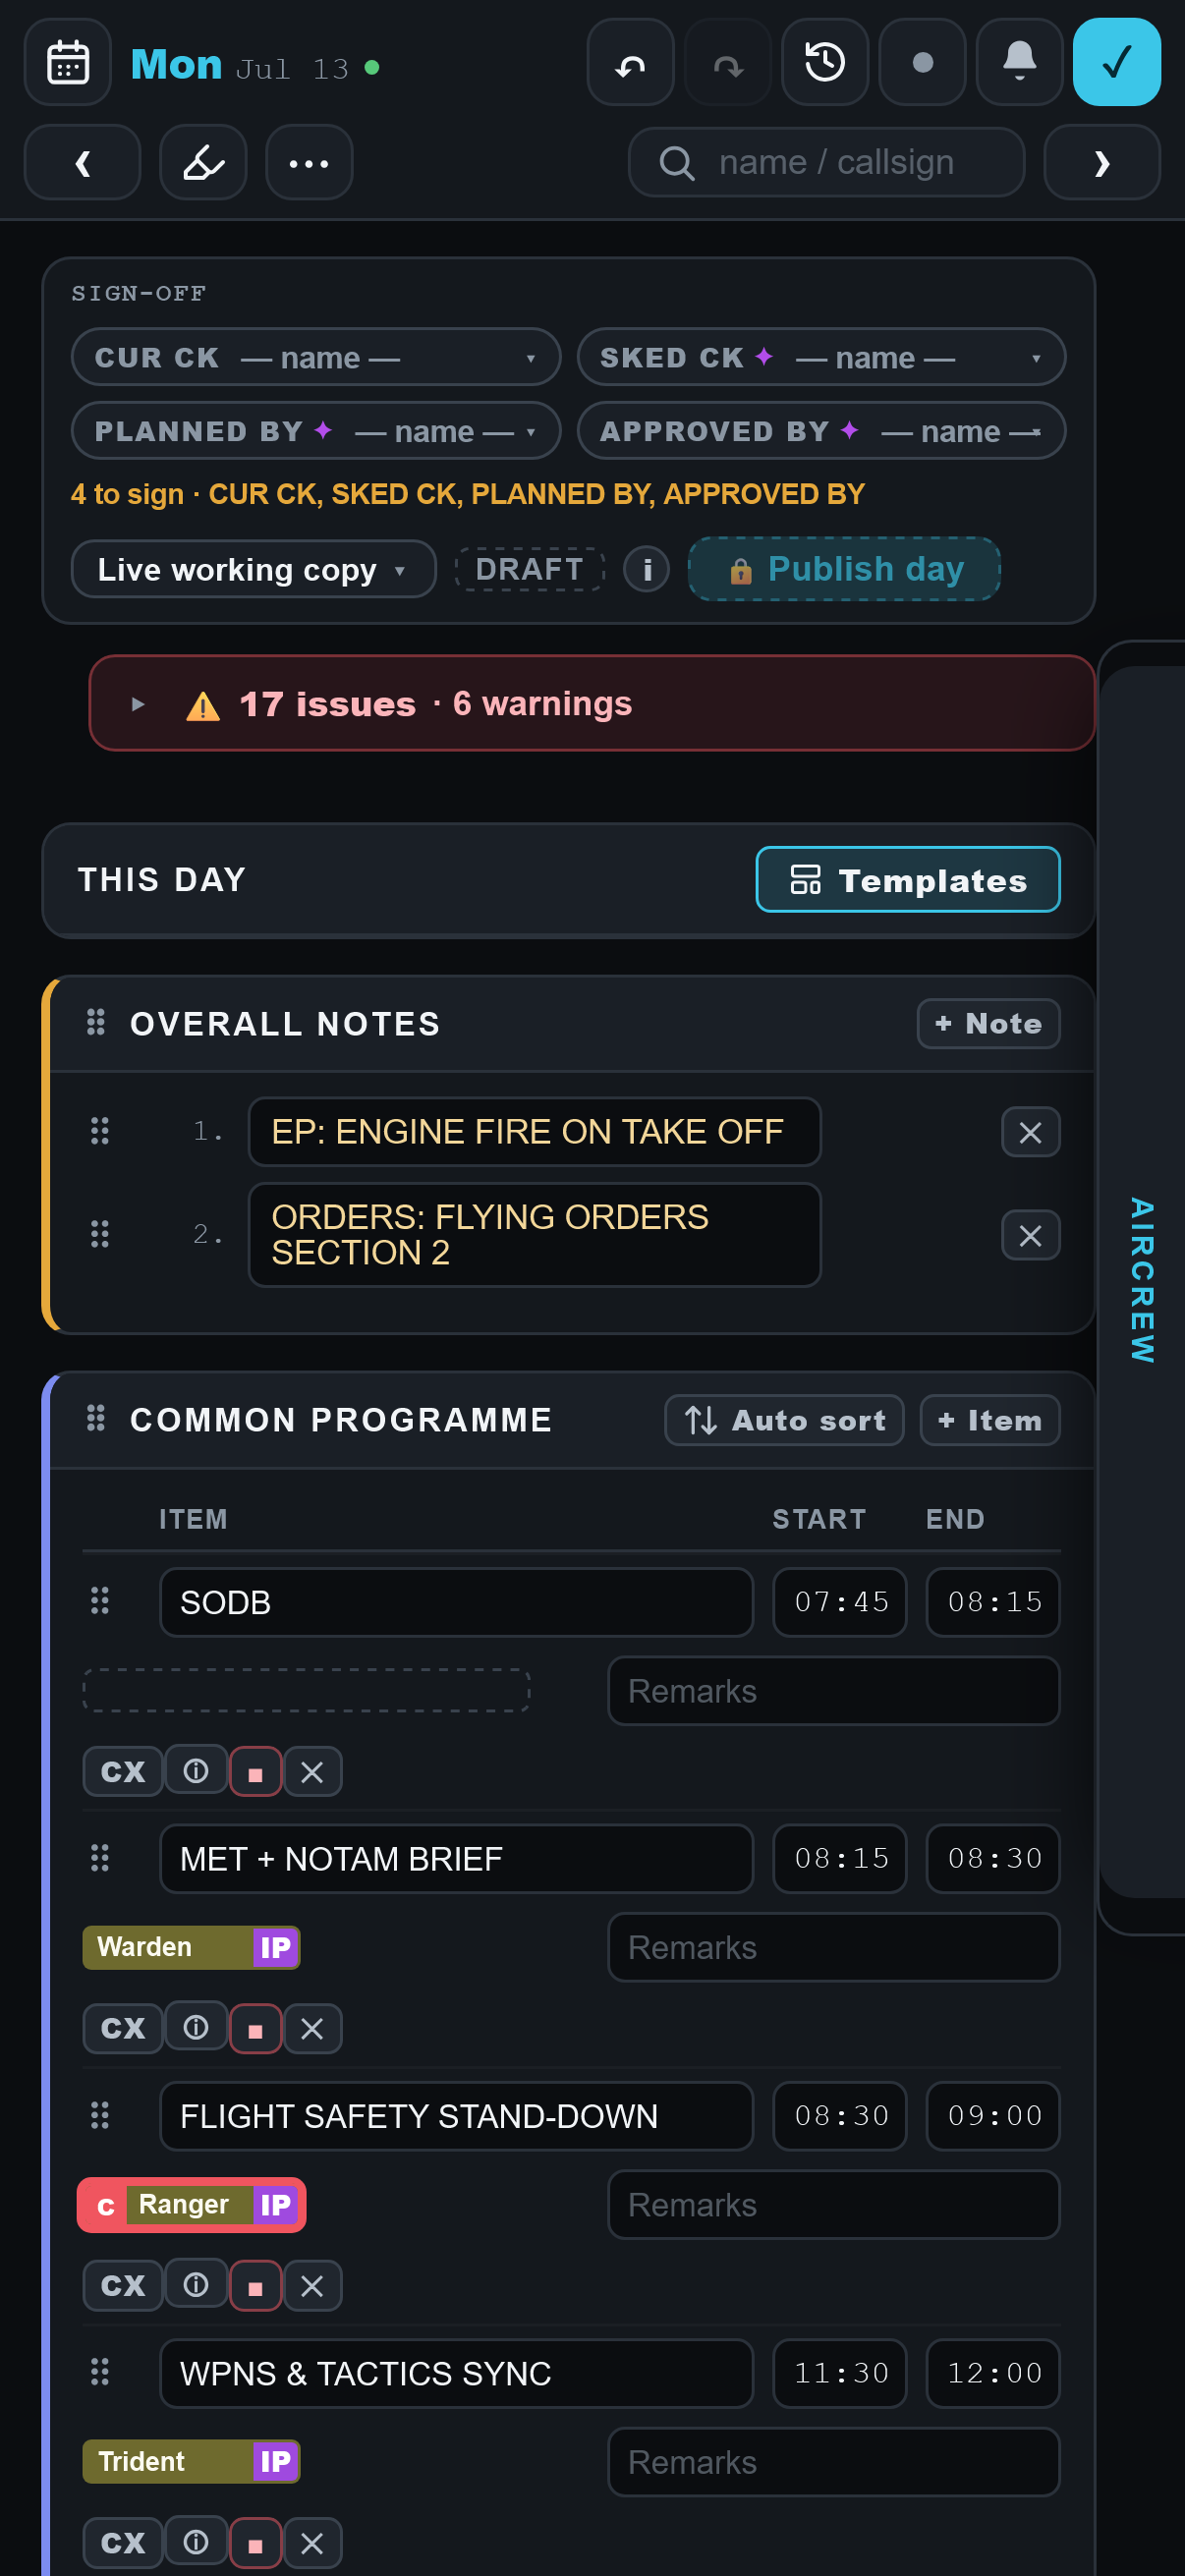 Mon Jul 13
name / callsign
SIGN-OFF
CUR CK — name —
SKED CK — name —
PLANNED BY — name —
APPROVED BY — name —
4 to sign · CUR CK, SKED CK, PLANNED BY, APPROVED BY
Live working copy DRAFT i Publish day
17 issues · 6 warnings
THIS DAY Templates
OVERALL NOTES + Note
1. EP: ENGINE FIRE ON TAKE OFF
2. ORDERS: FLYING ORDERS
SECTION 2
AIRCREW
COMMON PROGRAMME Auto sort + Item
ITEM START END
SODB 07:45 08:15
Remarks
CX
MET + NOTAM BRIEF 08:15 08:30
Warden IP Remarks
CX
FLIGHT SAFETY STAND-DOWN 08:30 09:00
C Ranger IP Remarks
CX
WPNS & TACTICS SYNC 11:30 12:00
Trident IP Remarks
CX